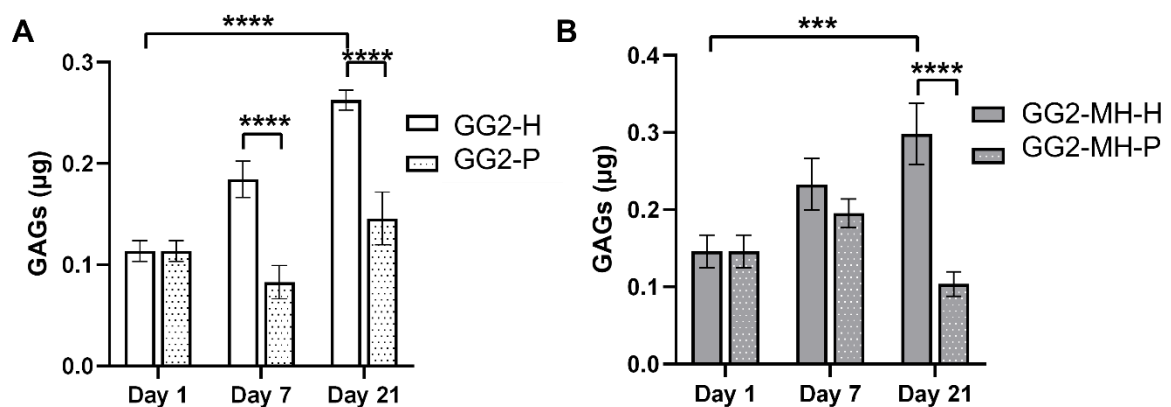 A
****
****
****
0.3
0.2
0.1
0.0
GAGs (μg)
Day 1 Day 7 Day 21
GG2-H
GG2-P
B
***
****
0.4
0.3
0.2
0.1
0.0
GAGs (μg)
Day 1 Day 7 Day 21
GG2-MH-H
GG2-MH-P